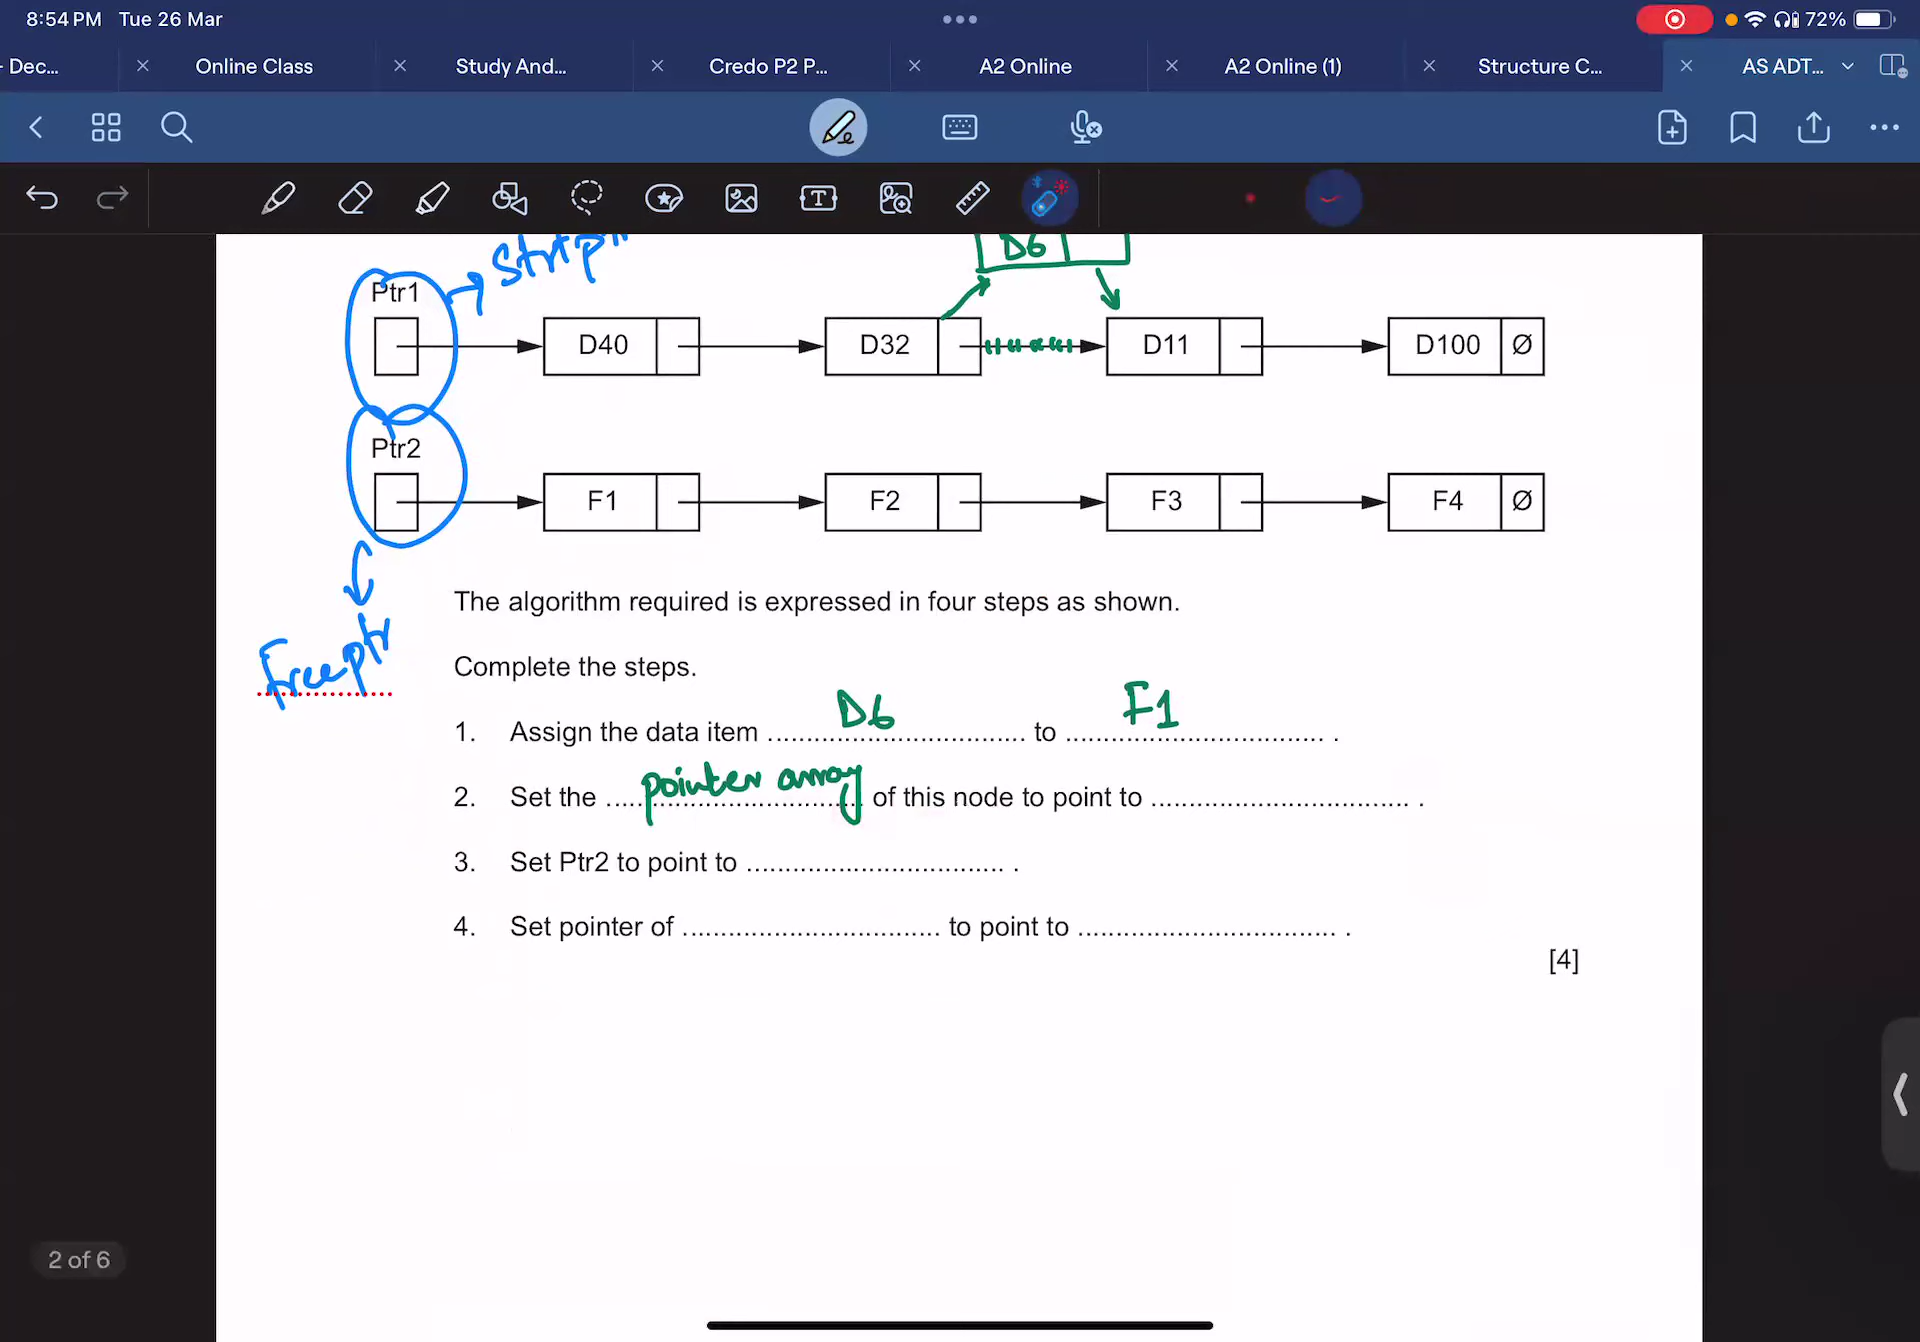 8:54 PM Tue 26 Mar
72%
- Dec...
Online Class
Study And...
Credo P2 P...
A2 Online
A2 Online (1)
Structure C...
AS ADT...
D6
Ptr1
D40
D32
D11
D100 Ø
Ptr2
F1
F2
F3
F4 Ø
The algorithm required is expressed in four steps as shown.
Freeptr
Complete the steps.
1. Assign the data item ... D6 ... to ... F1 ... .
2. Set the ... pointer array ... of this node to point to ................................. .
3. Set Ptr2 to point to ................................. .
4. Set pointer of ................................. to point to ................................. .
[4]
2 of 6